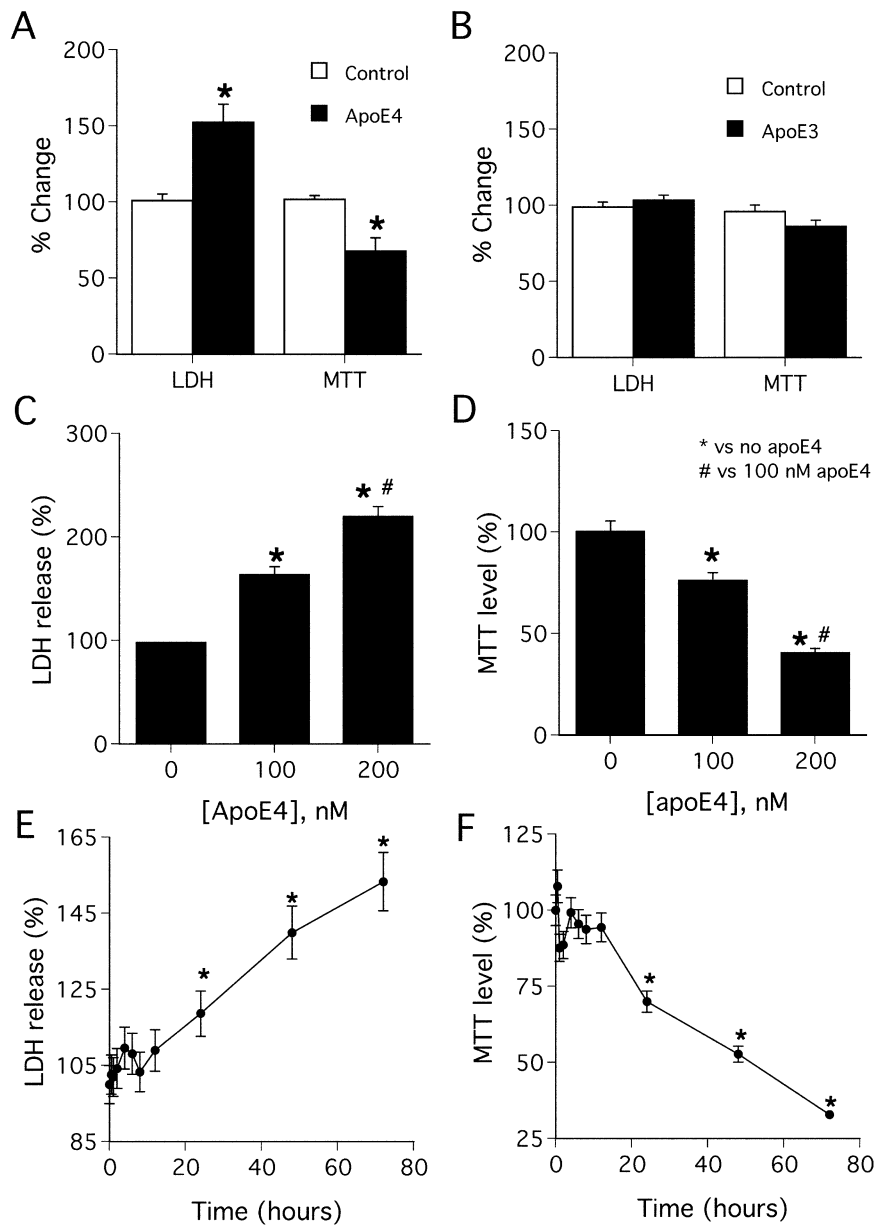 A
200
150
100
50
0
% Change
* *
Control
ApoE4
LDH MTT
B
200
150
100
50
0
% Change
Control
ApoE3
LDH MTT
C
300
200
100
0
LDH release (%)
* * #
0 100 200
[ApoE4], nM
D
150
100
50
0
MTT level (%)
* vs no apoE4
# vs 100 nM apoE4
* * #
0 100 200
[apoE4], nM
E
165
145
125
105
85
LDH release (%)
* * *
0 20 40 60 80
Time (hours)
F
125
100
75
50
25
MTT level (%)
* * *
0 20 40 60 80
Time (hours)